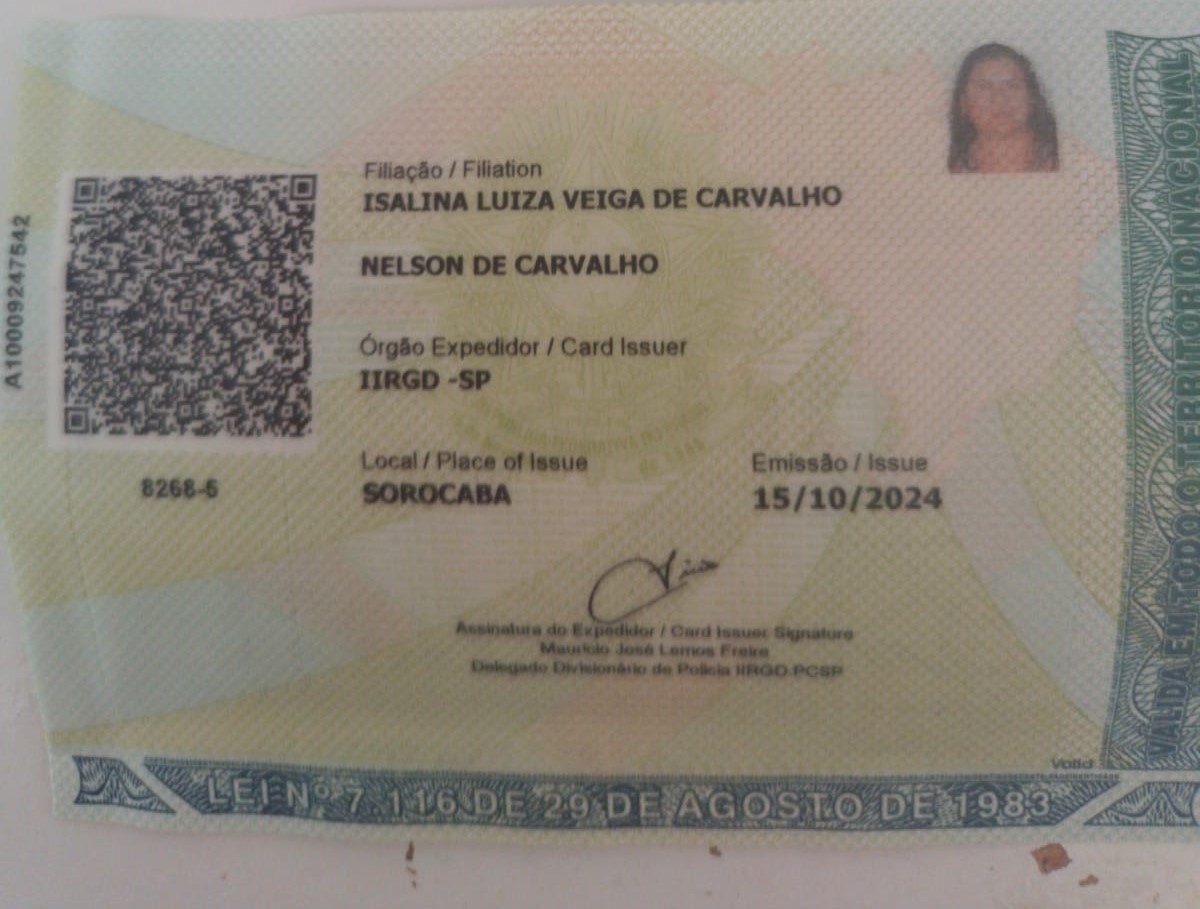 A10009247542
Filiação / Filiation
ISALINA LUIZA VEIGA DE CARVALHO
NELSON DE CARVALHO
Órgão Expedidor / Card Issuer
IIRGD -SP
8268-6
Local / Place of Issue
SOROCABA
Emissão / Issue
15/10/2024
Assinatura do Expedidor / Card Issuer Signature
Mauricio José Lemos Freire
Delegado Divisionário de Polícia IIRGD PCSP
Valid
LEI Nº 7.116 DE 29 DE AGOSTO DE 1983
VÁLIDA EM TODO O TERRITÓRIO NACIONAL